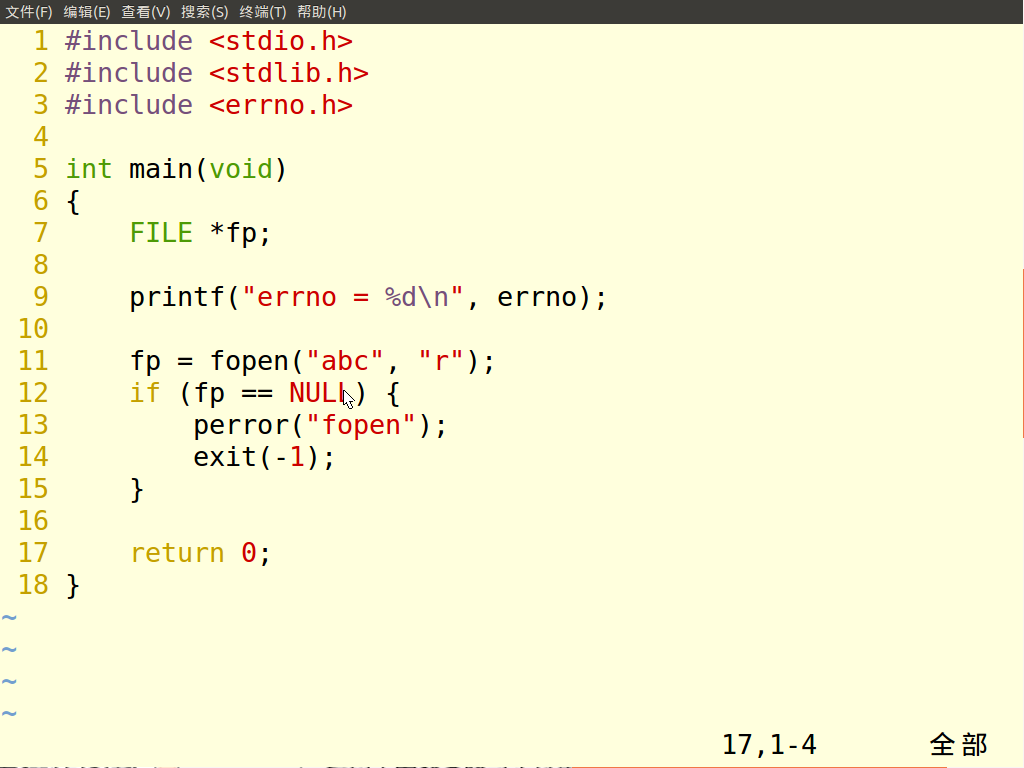 文件(F) 编辑(E) 查看(V) 搜索(S) 终端(T) 帮助(H)
1 #include <stdio.h>
2 #include <stdlib.h>
3 #include <errno.h>
4
5 int main(void)
6 {
7     FILE *fp;
8
9     printf("errno = %d\n", errno);
10
11     fp = fopen("abc", "r");
12     if (fp == NULL) {
13         perror("fopen");
14         exit(-1);
15     }
16
17     return 0;
18 }
~
~
~
~
17,1-4 全部